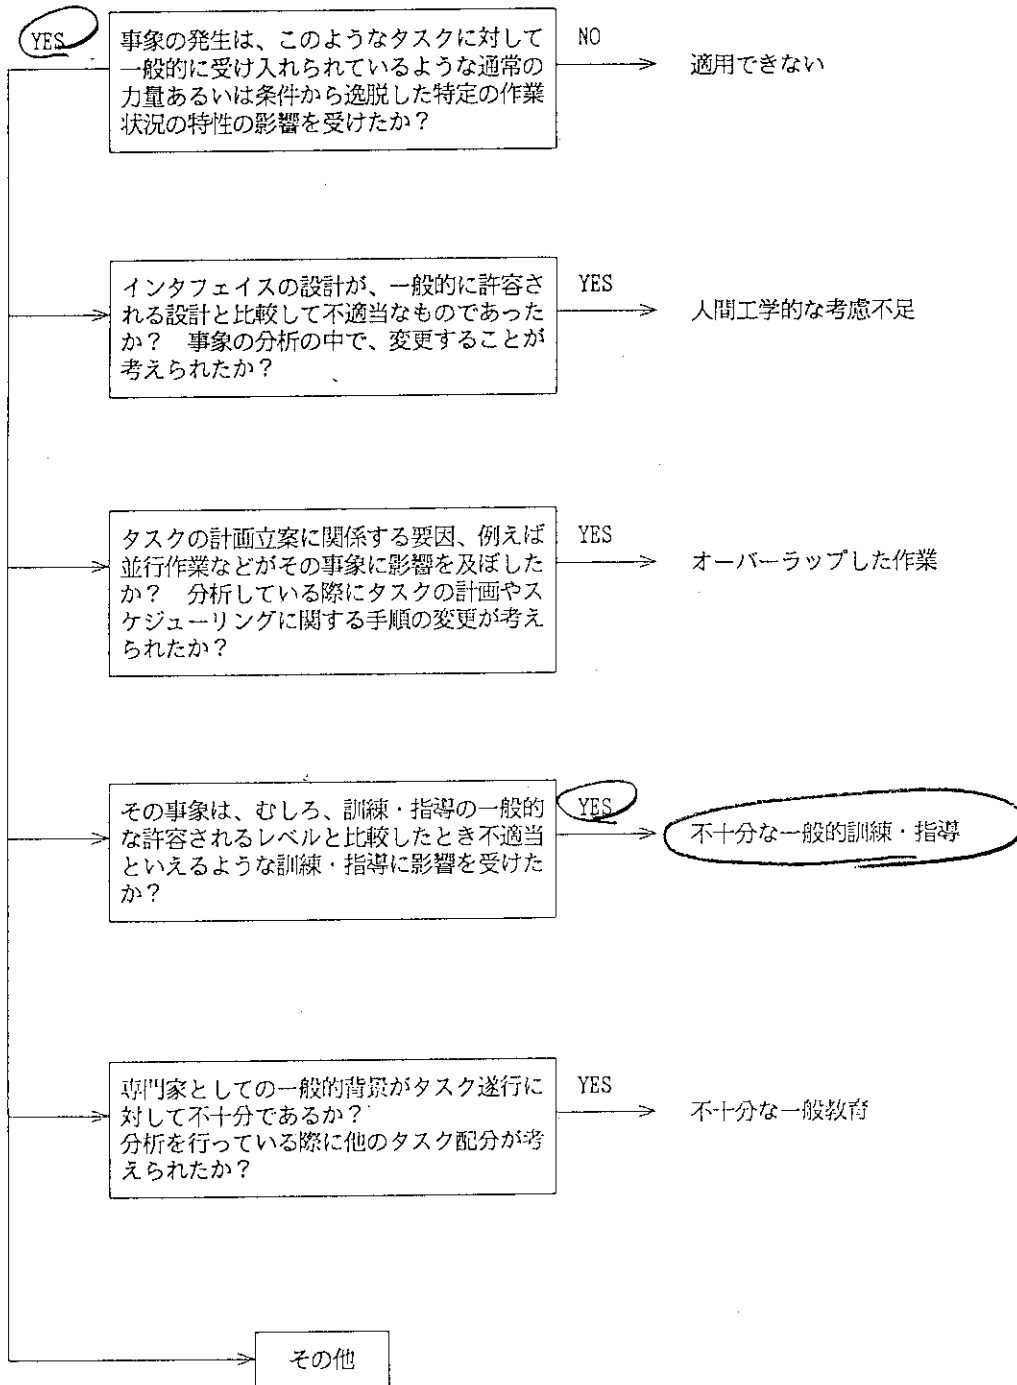 YES
事象の発生は、このようなタスクに対して
一般的に受け入れられているような通常の
力量あるいは条件から逸脱した特定の作業
状況の特性の影響を受けたか？
NO
適用できない
インタフェイスの設計が、一般的に許容さ
れる設計と比較して不適当なものであった
か？　事象の分析の中で、変更することが
考えられたか？
YES
人間工学的な考慮不足
タスクの計画立案に関係する要因、例えば
並行作業などがその事象に影響を及ぼした
か？　分析している際にタスクの計画やス
ケジューリングに関する手順の変更が考え
られたか？
YES
オーバーラップした作業
その事象は、むしろ、訓練・指導の一般的
な許容されるレベルと比較したとき不適当
といえるような訓練・指導に影響を受けた
か？
YES
不十分な一般的訓練・指導
専門家としての一般的背景がタスク遂行に
対して不十分であるか？
分析を行っている際に他のタスク配分が考
えられたか？
YES
不十分な一般教育
その他